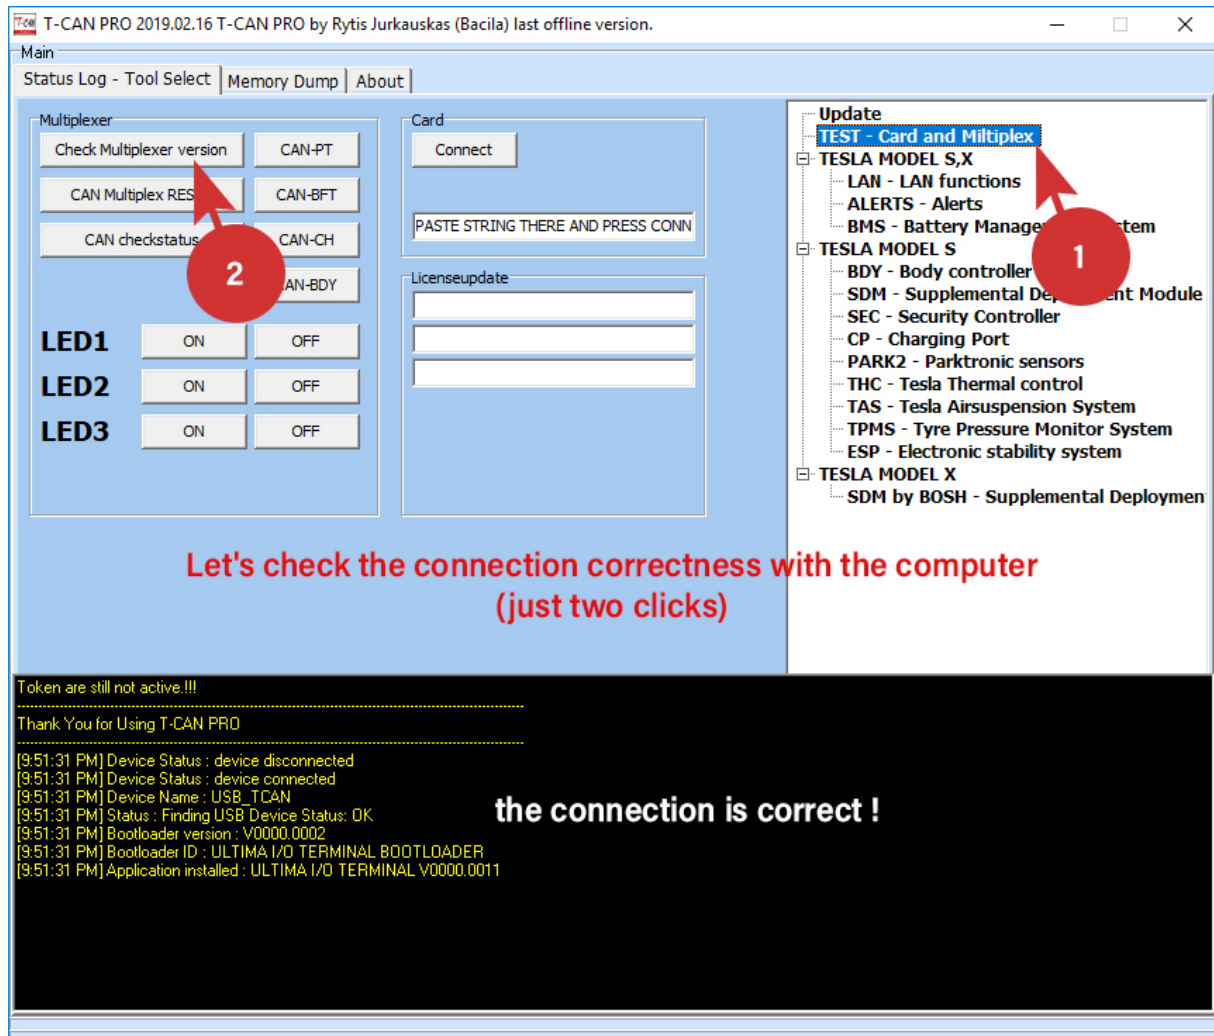 T-CAN PRO 2019.02.16 T-CAN PRO by Rytis Jurkauskas (Bacila) last offline version.
Main
Status Log - Tool Select
Memory Dump
About
Multiplexer
Check Multiplexer version
CAN-PT
CAN Multiplex RES
CAN-BFT
CAN checkstatus
CAN-CH
2
CAN-BDY
LED1
ON
OFF
LED2
ON
OFF
LED3
ON
OFF
Card
Connect
PASTE STRING THERE AND PRESS CONN
Licenseupdate
Update
TEST - Card and Miltiplex
TESLA MODEL S,X
LAN - LAN functions
ALERTS - Alerts
BMS - Battery Manage tem
1
TESLA MODEL S
BDY - Body controller
SDM - Supplemental De nt Module
SEC - Security Controller
CP - Charging Port
PARK2 - Parktronic sensors
THC - Tesla Thermal control
TAS - Tesla Airsuspension System
TPMS - Tyre Pressure Monitor System
ESP - Electronic stability system
TESLA MODEL X
SDM by BOSH - Supplemental Deploymen
Let's check the connection correctness with the computer
(just two clicks)
Token are still not active.!!!
Thank You for Using T-CAN PRO
[9:51:31 PM] Device Status : device disconnected
[9:51:31 PM] Device Status : device connected
[9:51:31 PM] Device Name : USB_TCAN
[9:51:31 PM] Status : Finding USB Device Status: OK
[9:51:31 PM] Bootloader version : V0000.0002
[9:51:31 PM] Bootloader ID : ULTIMA I/O TERMINAL BOOTLOADER
[9:51:31 PM] Application installed : ULTIMA I/O TERMINAL V0000.0011
the connection is correct !